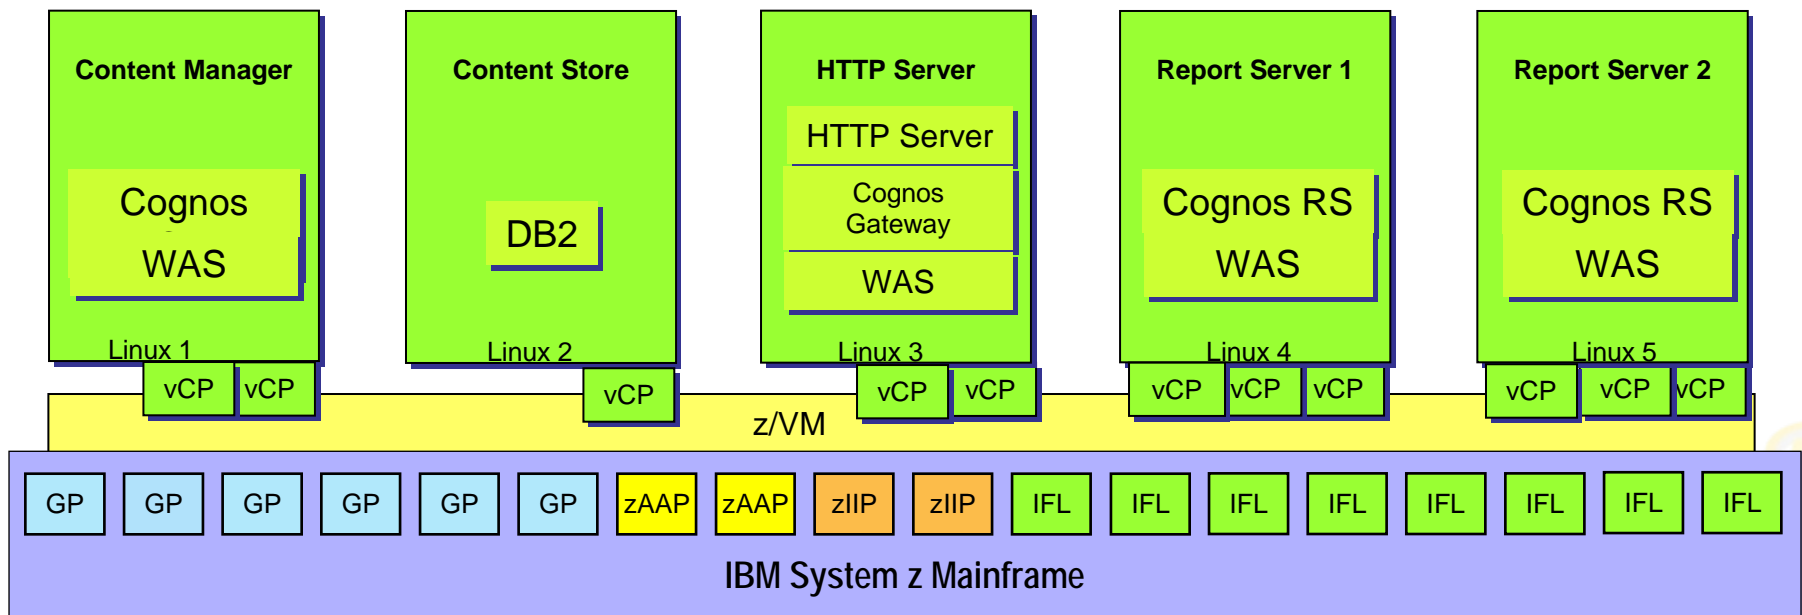 Content Manager
Cognos
WAS
Linux 1
vCP
vCP
Content Store
DB2
Linux 2
vCP
HTTP Server
HTTP Server
Cognos
Gateway
WAS
Linux 3
vCP
vCP
Report Server 1
Cognos RS
WAS
Linux 4
vCP
vCP
vCP
Report Server 2
Cognos RS
WAS
Linux 5
vCP
vCP
vCP
z/VM
GP GP GP GP GP GP zAAP zAAP zIIP zIIP IFL IFL IFL IFL IFL IFL IFL IFL
IBM System z Mainframe